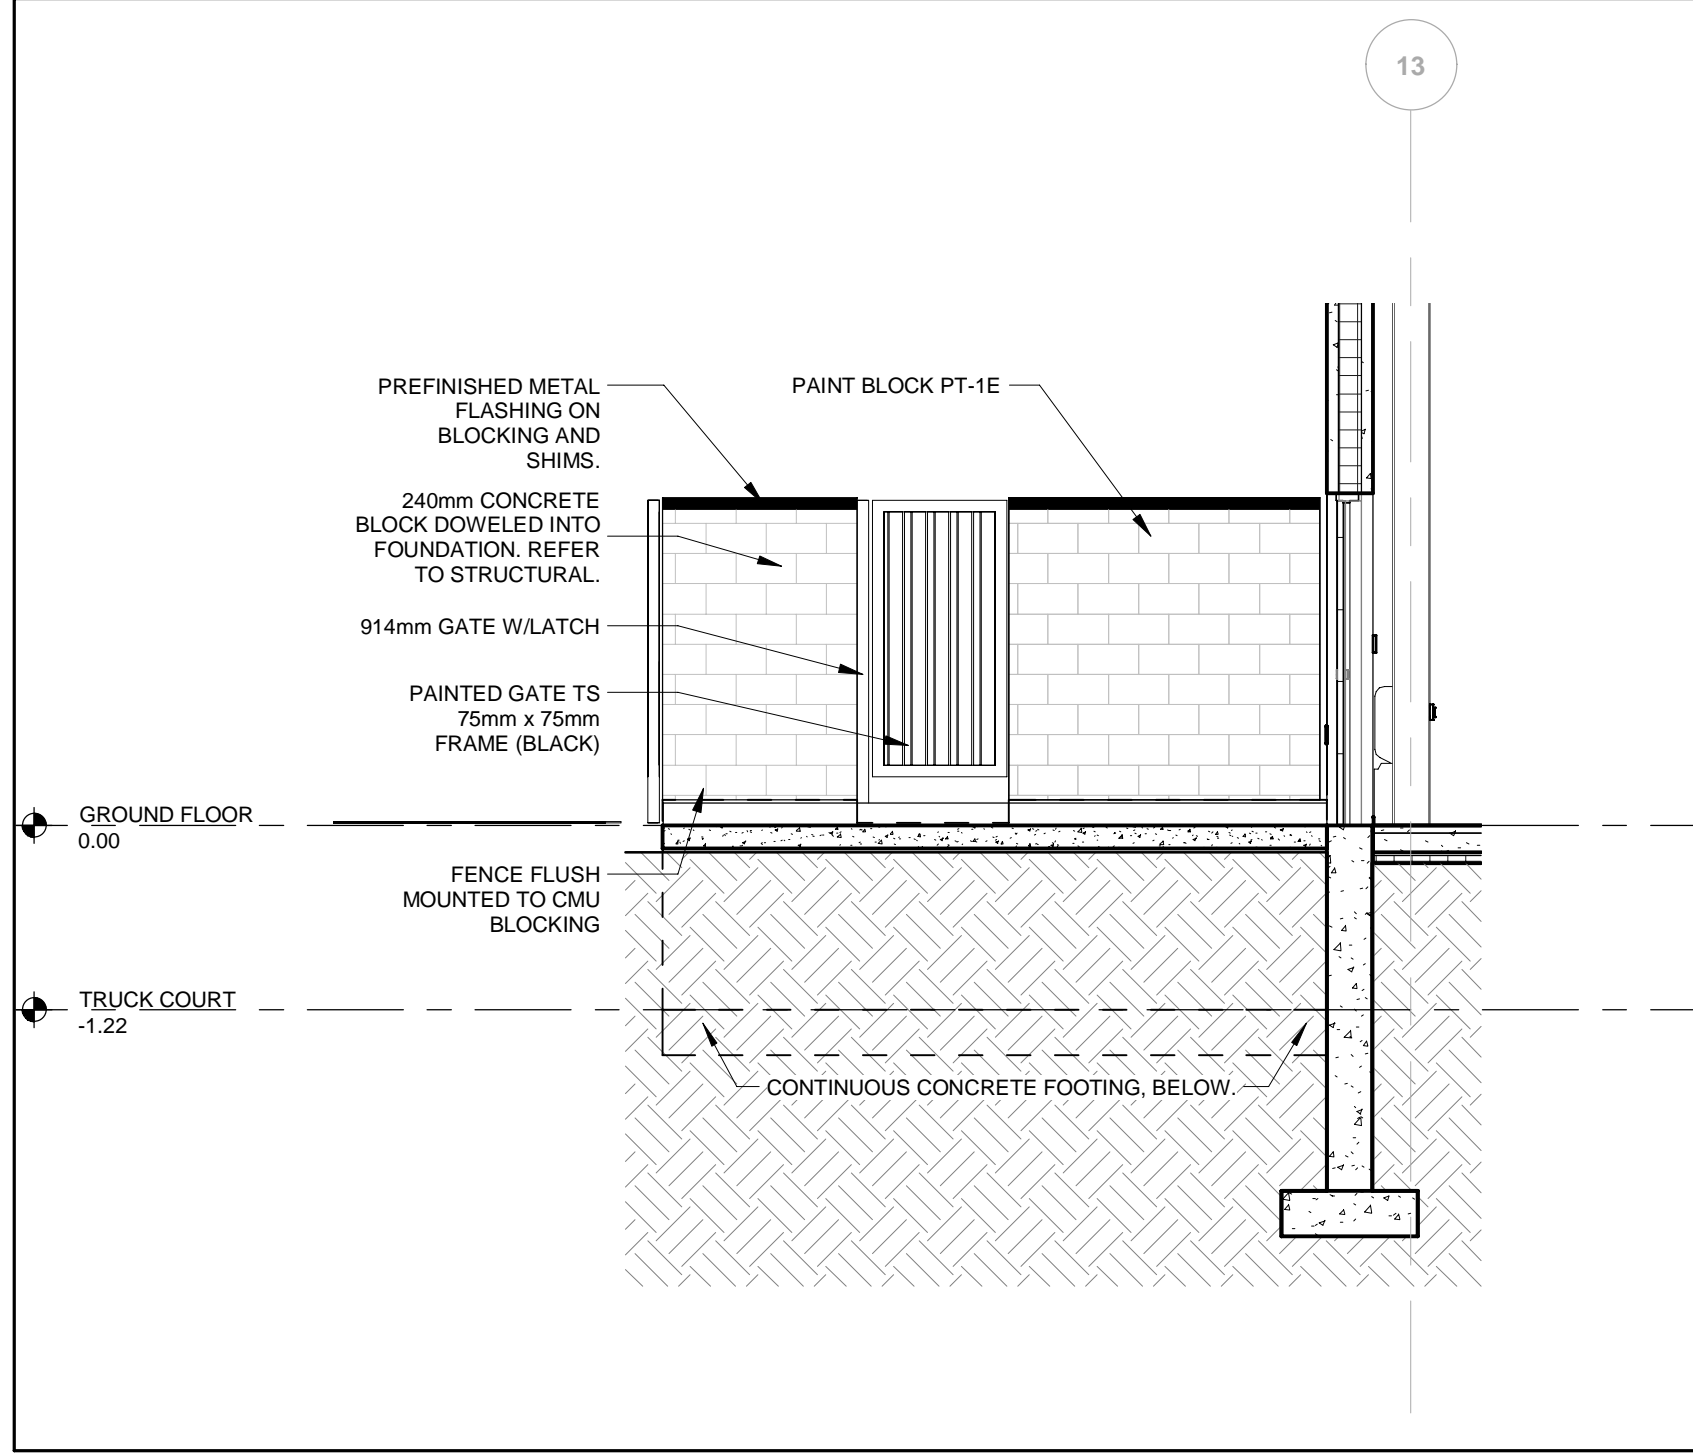 13
PREFINISHED METAL
FLASHING ON
BLOCKING AND
SHIMS.
PAINT BLOCK PT-1E
240mm CONCRETE
BLOCK DOWELED INTO
FOUNDATION. REFER
TO STRUCTURAL.
914mm GATE W/LATCH
PAINTED GATE TS
75mm x 75mm
FRAME (BLACK)
GROUND FLOOR
0.00
FENCE FLUSH
MOUNTED TO CMU
BLOCKING
TRUCK COURT
-1.22
CONTINUOUS CONCRETE FOOTING, BELOW.